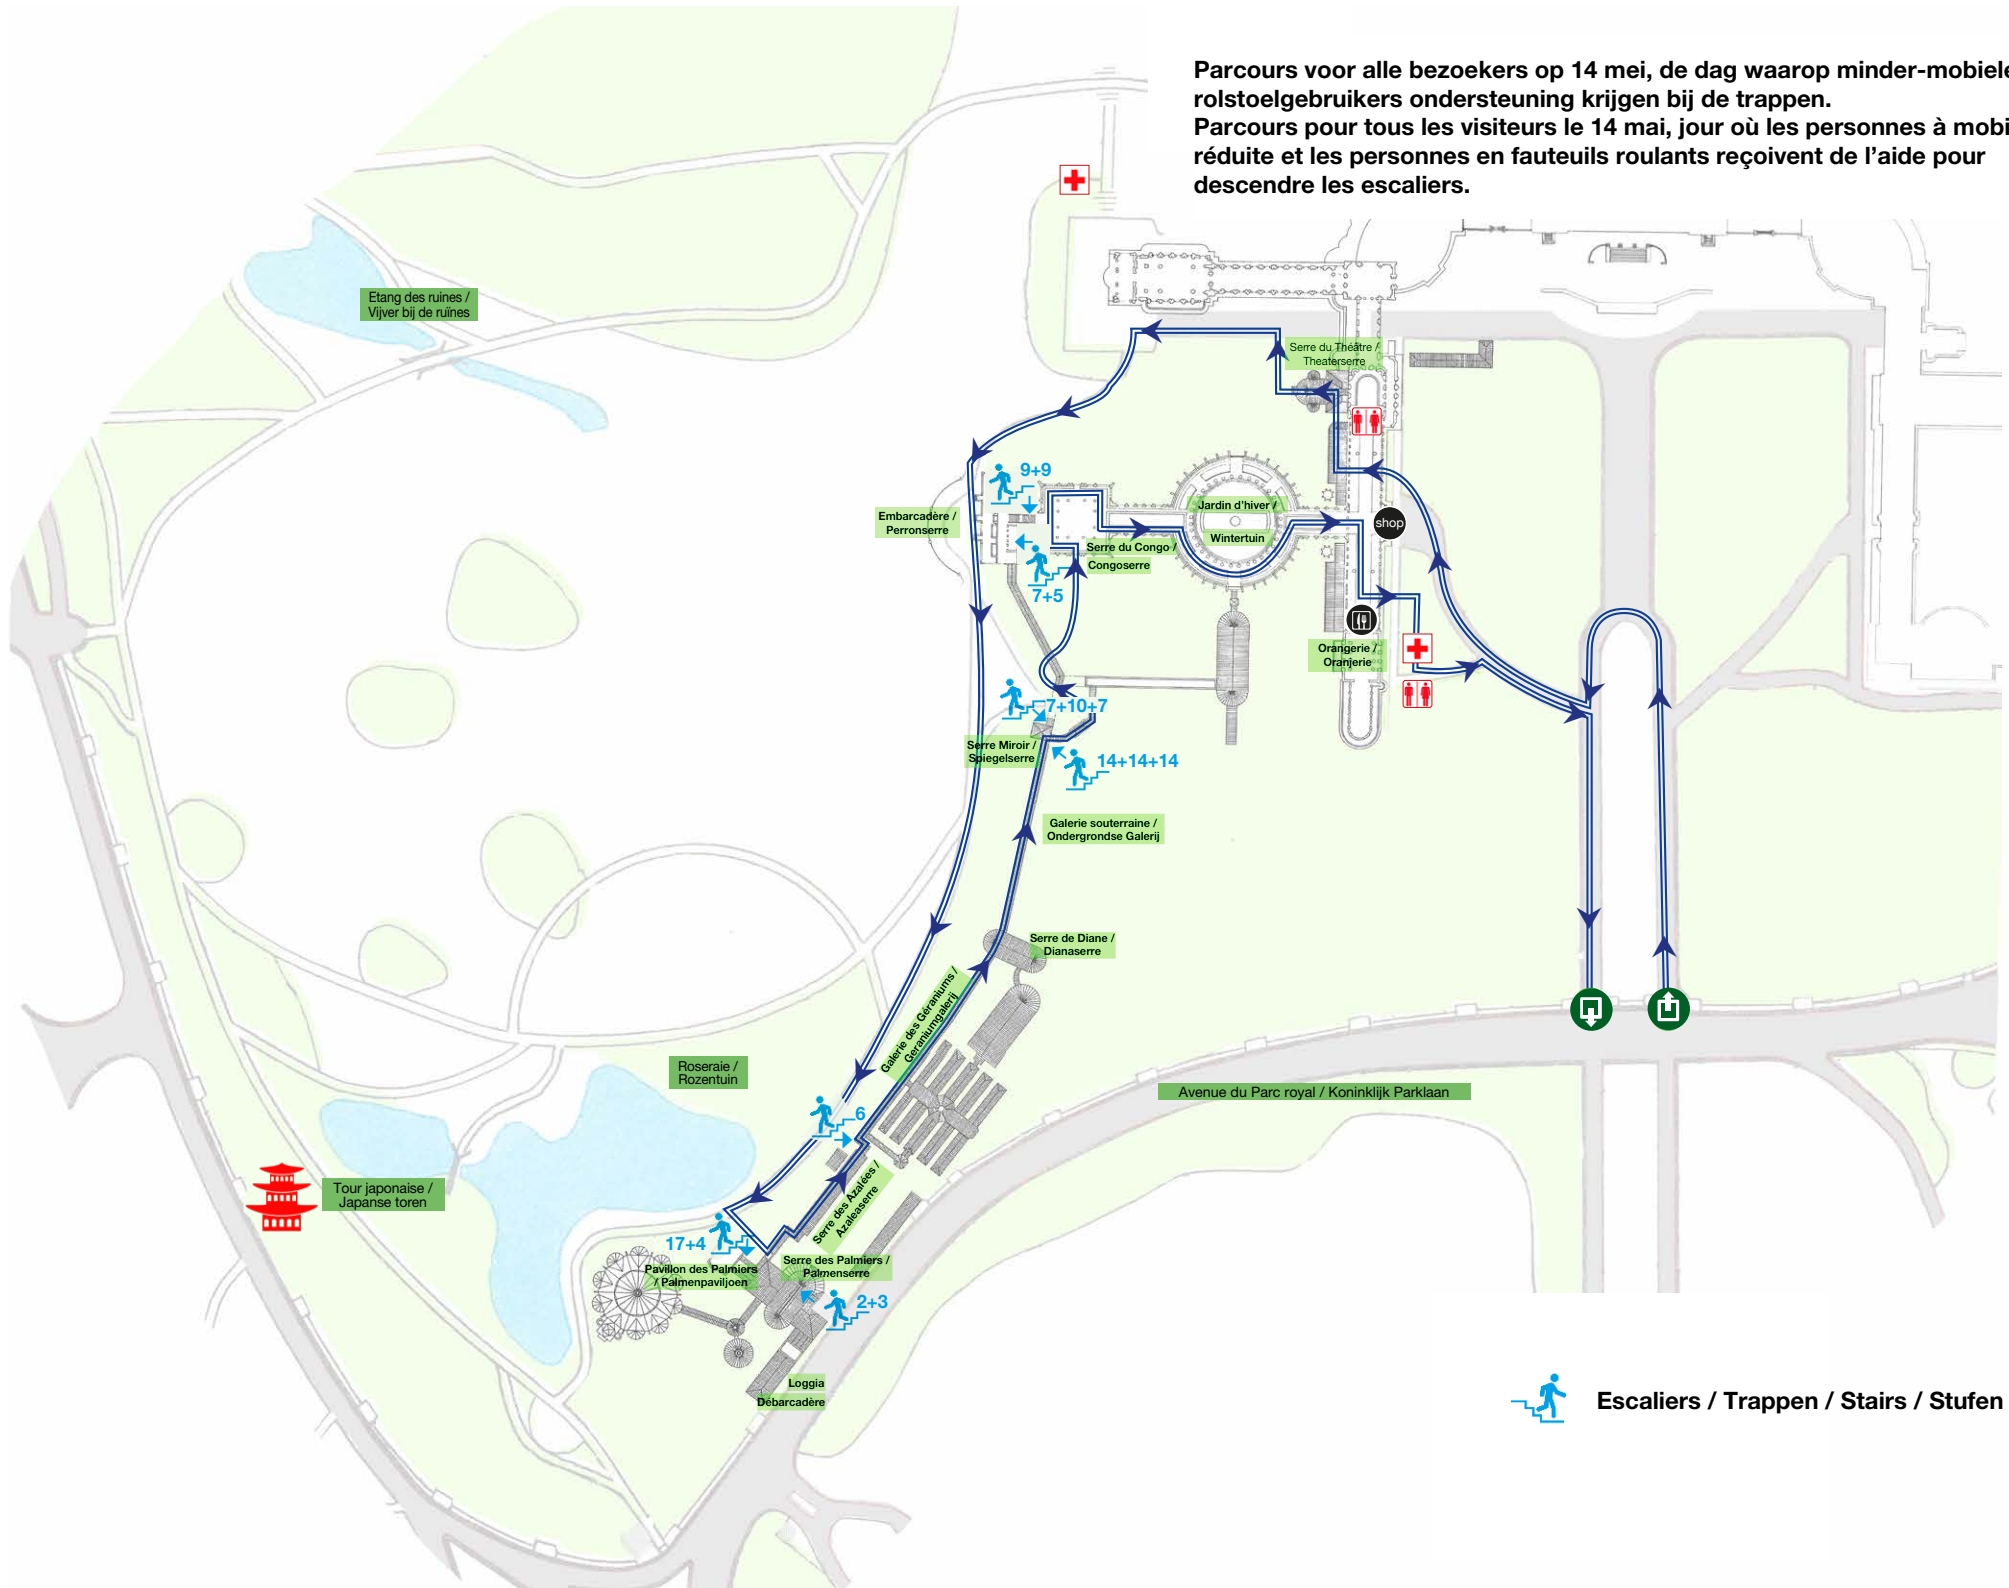 Parcours voor alle bezoekers op 14 mei, de dag waarop minder-mobiele
rolstoelgebruikers ondersteuning krijgen bij de trappen.
Parcours pour tous les visiteurs le 14 mai, jour où les personnes à mobi
réduite et les personnes en fauteuils roulants reçoivent de l'aide pour
descendre les escaliers.
Etang des ruines /
Vijver bij de ruïnes
Serre du Théâtre /
Theaterserre
9+9
Embarcadère /
Perronserre
Jardin d'hiver /
Wintertuin
shop
Serre du Congo /
Congoserre
7+5
Orangerie /
Oranjerie
7+10+7
Serre Miroir /
Spiegelserre
14+14+14
Galerie souterraine /
Ondergrondse Galerij
Serre de Diane /
Dianaserre
Galerie des Géraniums /
Geraniumgalerij
Roseraie /
Rozentuin
Avenue du Parc royal / Koninklijk Parklaan
6
Tour japonaise /
Japanse toren
Serre des Azalées /
Azaleaserre
17+4
Pavillon des Palmiers
/ Palmenpaviljoen
Serre des Palmiers /
Palmenserre
2+3
Loggia
Débarcadère
Escaliers / Trappen / Stairs / Stufen